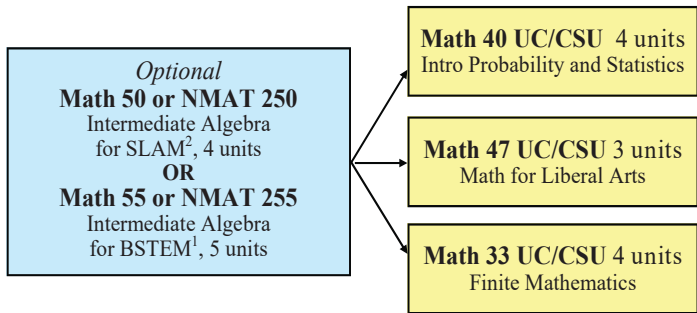 Optional
Math 50 or NMAT 250
Intermediate Algebra
for SLAM², 4 units
OR
Math 55 or NMAT 255
Intermediate Algebra
for BSTEM¹, 5 units
Math 40 UC/CSU 4 units
Intro Probability and Statistics
Math 47 UC/CSU 3 units
Math for Liberal Arts
Math 33 UC/CSU 4 units
Finite Mathematics